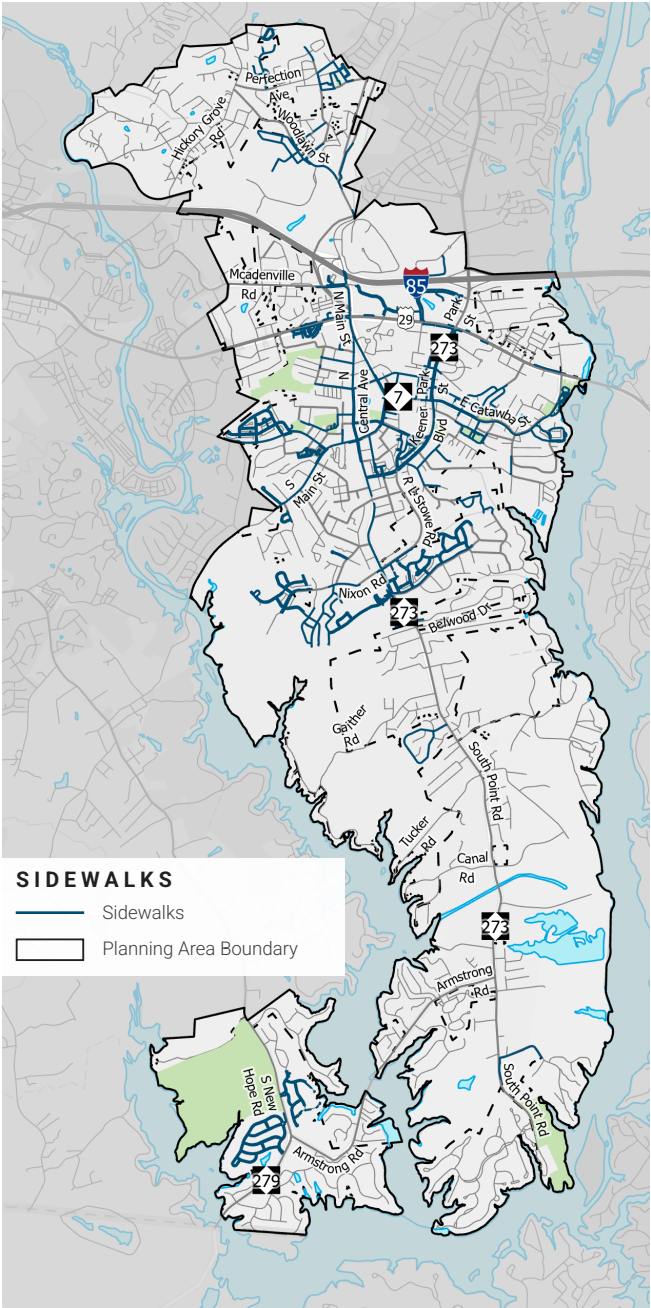 Perfection
Ave
Hickory Grove
Rd
Woodlawn St
Mcadenville
Rd
N Main St
85
29
Park
St
273
N
Central Ave
7
Park
St
Keener
Blvd
E Catawba St
S
Main St
R L Stowe
Rd
Nixon Rd
273
Belwood Dr
Gaither
Rd
South Point Rd
Tucker
Rd
Canal
Rd
SIDEWALKS
Sidewalks
Planning Area Boundary
273
Armstrong
Rd
S New
Hope Rd
South Point Rd
Armstrong Rd
279